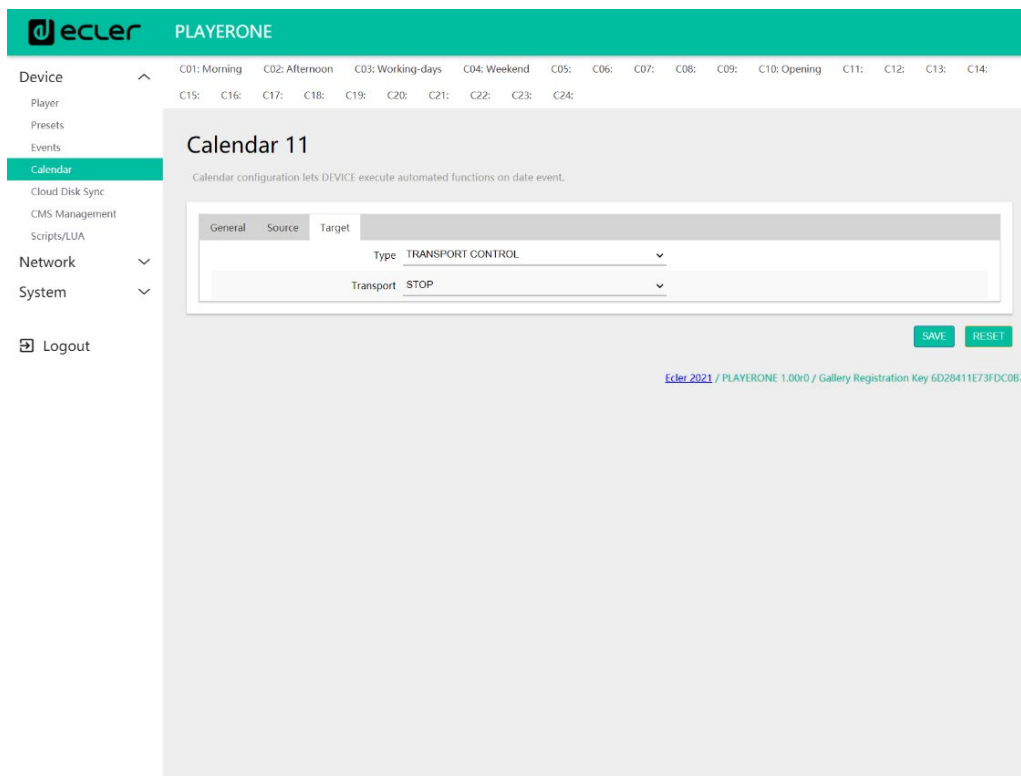 ecler PLAYERONE
Device
Player
Presets
Events
Calendar
Cloud Disk Sync
CMS Management
Scripts/LUA
Network
System
Logout
C01: Morning C02: Afternoon C03: Working-days C04: Weekend C05: C06: C07: C08: C09: C10: Opening C11: C12: C13: C14:
C15: C16: C17: C18: C19: C20: C21: C22: C23: C24:
Calendar 11
Calendar configuration lets DEVICE execute automated functions on date event.
General Source Target
Type TRANSPORT CONTROL
Transport STOP
SAVE RESET
Ecler 2021 / PLAYERONE 1.00r0 / Gallery Registration Key